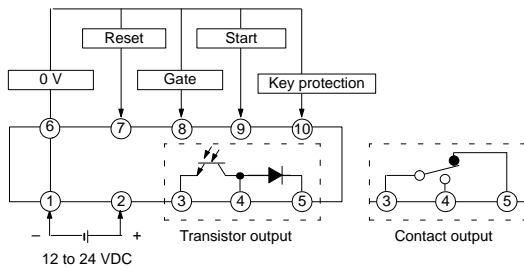 Reset
Start
0 V
Gate
Key protection
6 7 8 9 10
1 2 3 4 5 3 4 5
– + Transistor output Contact output
12 to 24 VDC